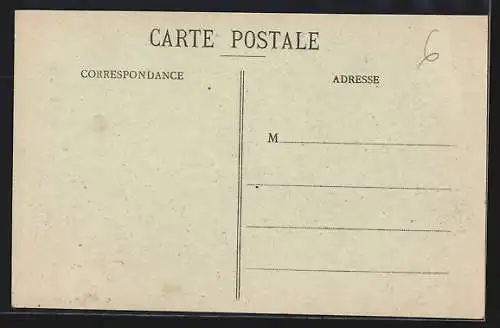 CARTE POSTALE
6
CORRESPONDANCE
ADRESSE
M